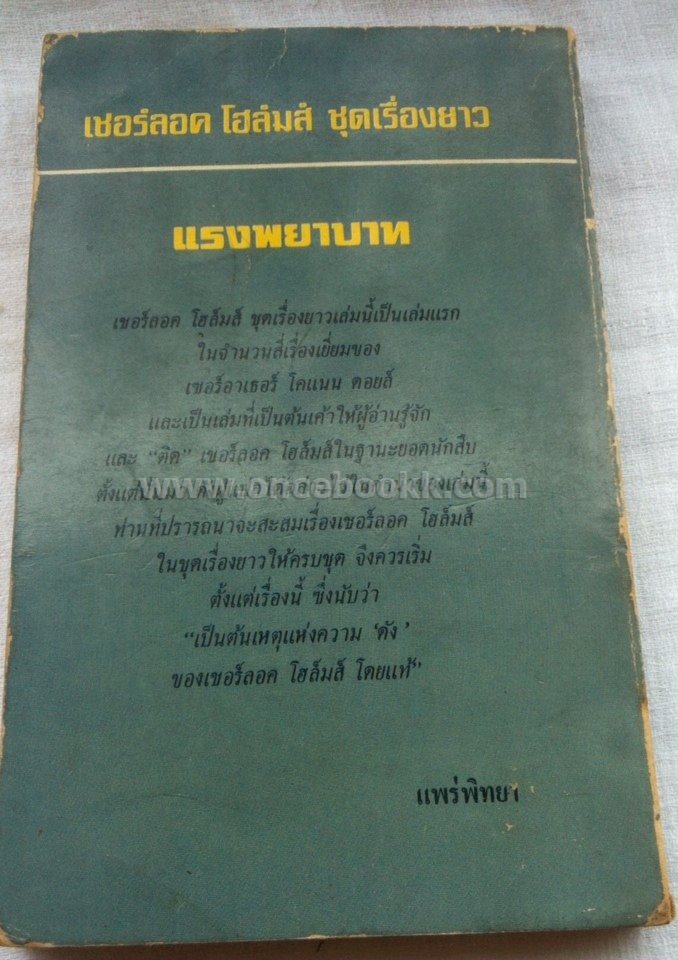 เชอร์ลอค โฮล์มส์ ชุดเรื่องยาว
แรงพยาบาท
เชอร์ลอค โฮล์มส์ ชุดเรื่องยาวเล่มนี้เป็นเล่มแรก
ในจำนวนสี่เรื่องเยี่ยมของ
เซอร์อาเธอร์ โคแนน ดอยล์
และเป็นเล่มที่เป็นต้นเค้าให้ผู้อ่านรู้จัก
และ “ติด” เชอร์ลอค โฮล์มส์ในฐานะยอดนักสืบ
ตั้งแต่นั้นมา
www.oncebookk.com
ท่านที่ปรารถนาจะสะสมเรื่องเชอร์ลอค โฮล์มส์
ในชุดเรื่องยาวให้ครบชุด จึงควรเริ่ม
ตั้งแต่เรื่องนี้ ซึ่งนับว่า
“เป็นต้นเหตุแห่งความ ‘ดัง’
ของเชอร์ลอค โฮล์มส์ โดยแท้”
แพร่พิทยา